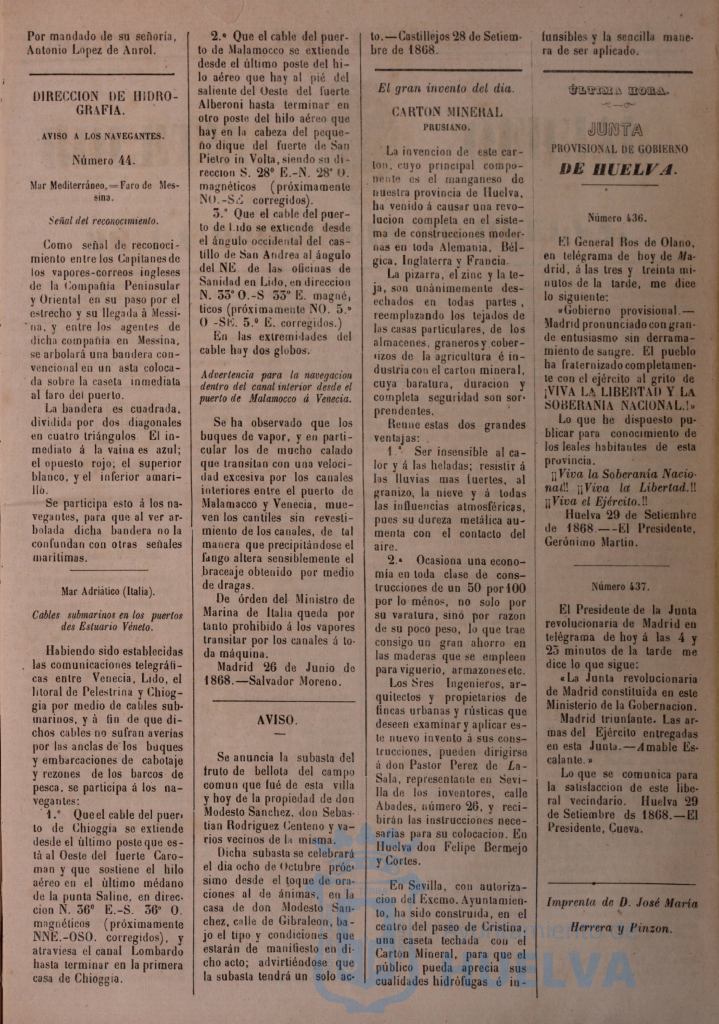 Por mandado de su señoría,
Antonio Lopez de Anrol.
DIRECCION DE HIDRO-
GRAFIA.
AVISO A LOS NAVEGANTES.
Número 44.
Mar Mediterráneo,=Faro de Mes-
sina.
Señal del reconocimiento.
Como señal de reconoci-
miento entre los Capitanes de
los vapores-correos ingleses
de la Compañia Peninsular
y Oriental en su paso por el
estrecho y su llegada á Messi-
na, y entre los agentes de
dicha compañia en Messina,
se arbolará una bandera con-
vencional en un asta coloca-
da sobre la caseta inmediata
al faro del puerto.
La bandera es cuadrada,
dividida por dos diagonales
en cuatro triángulos El in-
mediato á la vaina es azul;
el opuesto rojo; el superior
blanco, y el inferior amari-
llo.
Se participa esto á los na-
vegantes, para que al ver ar-
bolada dichas bandera no la
confundan con otras señales
marítimas.
Mar Adriático (Italia).
Cables submarinos en los puertos
des Estuario Véneto.
Habiendo sido establecidas
las comunicaciones telegráfi-
cas entre Venecia, Lido, el
litoral de Pelestrina y Chiog-
gia por medio de cables sub-
marinos, y á fin de que di-
chos cables no sufran averias
por las anclas de los buques
y embarcaciones de cabotaje
y rezones de los barcos de
pesca, se participa á los na-
vegantes:
1.º Que el cable del puer-
to de Chioggia se extiende
desde el último poste que es-
tà al Oeste del fuerte Caro-
man y que sostiene el hilo
aéreo en el último médano
de la punta Saline, en direc-
cion N. 36º E.-S. 36º O.
magnéticos (próximamente
NNE.-OSO. corregidos), y
atraviesa el canal Lombardo
hasta terminar en la primera
casa de Chioggia.
2.º Que el cable del puer-
to de Malamocco se extiende
desde el último poste del hi-
lo aéreo que hay al pié del
saliente del Oeste del fuerte
Alberoni hasta terminar en
otro poste del hilo aéreo que
hay en la cabeza del peque-
ño dique del fuerte de San
Pietro in Volta, siendo su di-
reccion S. 28º E.-N. 28º O.
magnéticos (próximamente
NO.-SE corregidos).
3.º Que el cable del puer-
to de Lido se extiende desde
el ángulo occidental del cas-
tillo de San Andrea al ángulo
del NE de las oficinas de
Sanidad en Lido, en direccion
N. 33º O.-S 33º E. magné-
ticos (próximamente NO. 5.º
O -SE. 5.º E. corregidos.)
En las extremidades del
cable hay dos globos.
Advertencia para la navegacion
dentro del canal interior desde el
puerto de Malamocco á Venecia.
Se ha observado que los
buques de vapor, y en parti-
cular los de mucho calado
que transitan con una veloci-
dad excesiva por los canales
interiores entre el puerto de
Malamocco y Venecia, mue-
ven los cantiles sin revesti-
miento de los canales, de tal
manera que precipitándose el
fango altera sensiblemente el
braceaje obtenido por medio
de dragas.
De órden del Ministro de
Marina de Italia queda por
tanto prohibido á los vapores
transitar por los canales á to-
da máquina.
Madrid 26 de Junio de
1868.—Salvador Moreno.
AVISO.
Se anuncia la subasta del
fruto de bellota del campo
comun que fué de esta villa
y hoy de la propiedad de don
Modesto Sanchez, don Sebas-
tian Rodriguez Centeno y va-
rios vecinos de la misma.
Dicha subasta se celebrará
el dia ocho de Octubre próc-
simo desde el toque de ora-
ciones al de ánimas, en la
casa de don Modesto San-
chez, calle de Gibraleon, ba-
jo el tipo y condiciones que
estarán de manifiesto en di-
cho acto; advirtiéndose que
la subasta tendrá un solo ac-
to.—Castillejos 28 de Setiem-
bre de 1868.
El gran invento del dia.
CARTON MINERAL
PRUSIANO.
La invencion de este car-
ton, cuyo principal compo-
nente es el manganeso de
nuestra provincia de Huelva,
ha venido á causar una revo-
lucion completa en el siste-
ma de construcciones moder-
nas en toda Alemania, Bél-
gica, Inglaterra y Francia.
La pizarra, el zinc y la te-
ja, son unánimemente des-
echados en todas partes,
reemplazando los tejados de
las casas particulares, de los
almacenes, graneros y cober-
tizos de la agricultura é in-
dustria con el carton mineral,
cuya baratura, duracion y
completa seguridad son sor-
prendentes.
Reune estas dos grandes
ventajas:
1.ª Ser insensible al ca-
lor y á las heladas; resistir á
las lluvias mas fuertes, al
granizo, la nieve y á todas
las influencias atmosféricas,
pues su dureza metálica au-
menta con el contacto del
aire.
2.ª Ocasiona una econo-
mía en toda clase de cons-
trucciones de un 50 por 100
por lo ménos, no solo por
su varatura, sinó por razon
de su poco peso, lo que trae
consigo un gran ahorro en
las maderas que se empleen
para viguerio, armazones etc.
Los Sres Ingenieros, ar-
quitectos y propietarios de
fincas urbanas y rústicas que
deseen examinar y aplicar es-
te nuevo invento á sus cons-
trucciones, pueden dirigirse
á don Pastor Perez de La-
Sala, representante en Sevi-
lla de los inventores, calle
Abades, número 26, y reci-
birán las instrucciones nece-
sarias para su colocacion. En
Huelva don Felipe Bermejo
y Cortes.
En Sevilla, con autoriza-
cion del Excmo. Ayuntamien-
to, ha sido construida, en el
centro del paseo de Cristina,
una caseta techada con el
Carton Mineral, para que el
público pueda aprecia sus
cualidades hidrófugas é in-
funsibles y la sencilla mane-
ra de ser aplicado.
ÚLTIMA HORA.
JUNTA
PROVISIONAL DE GOBIERNO
DE HUELVA.
Número 436.
El General Ros de Olano,
en telégrama de hoy de Ma-
drid, á las tres y treinta mi-
nutos de la tarde, me dice
lo siguiente:
«Gobierno provisional.—
Madrid pronunciado con gran-
de entusiasmo sin derrama-
miento de sangre. El pueblo
ha fraternizado completamen-
te con el ejército al grito de
¡VIVA LA LIBERTAD Y LA
SOBERANIA NACIONAL.!»
Lo que he dispuesto pu-
blicar para conocimiento de
los leales habitantes de esta
provincia.
¡¡Viva la Soberanía Nacio-
nal!! ¡¡Viva la Libertad.!!
¡¡Viva el Ejército.!!
Huelva 29 de Setiembre
de 1868.—-El Presidente,
Gerónimo Martin.
Número 437.
El Presidente de la Junta
revolucionaria de Madrid en
telégrama de hoy á las 4 y
25 minutos de la tarde me
dice lo que sigue:
«La Junta revolucionaria
de Madrid constituida en este
Ministerio de la Gobernacion.
Madrid triunfante. Las ar-
mas del Ejército entregadas
en esta Junta.—Amable Es-
calante.»
Lo que se comunica para
la satisfaccion de este libe-
ral vecindario. Huelva 29
de Setiembre ds 1868.—El
Presidente, Cueva.
Imprenta de D. José María
Herrera y Pinzon.